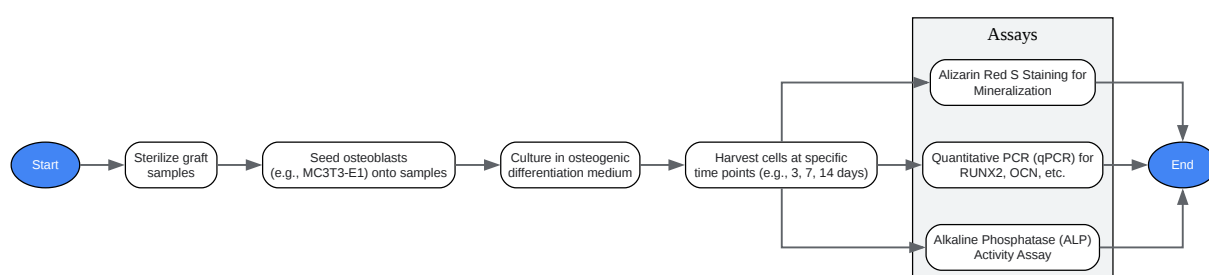 Start
Sterilize graft
samples
Seed osteoblasts
(e.g., MC3T3-E1) onto samples
Culture in osteogenic
differentiation medium
Harvest cells at specific
time points (e.g., 3, 7, 14 days)
Assays
Alizarin Red S Staining for
Mineralization
Quantitative PCR (qPCR) for
RUNX2, OCN, etc.
Alkaline Phosphatase (ALP)
Activity Assay
End